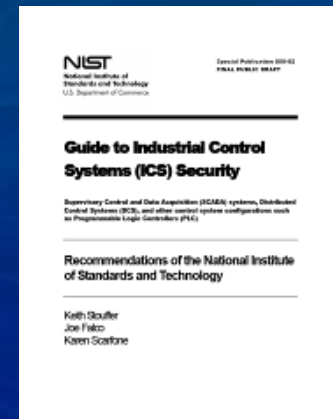 NIST
National Institute of
Standards and Technology
U.S. Department of Commerce
Special Publication 800-82
FINAL PUBLIC DRAFT
Guide to Industrial Control
Systems (ICS) Security
Supervisory Control and Data Acquisition (SCADA) systems, Distributed
Control Systems (DCS), and other control system configurations such
as Programmable Logic Controllers (PLC)
Recommendations of the National Institute
of Standards and Technology
Keith Stouffer
Joe Falco
Karen Scarfone